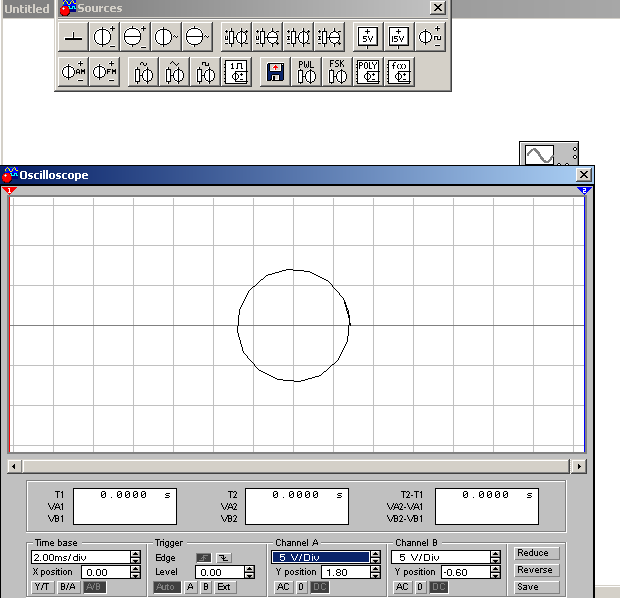 Untitled
Sources
5V
15V
AM
FM
PWL
FSK
POLY
Oscilloscope
1
2
T1 0.0000 s
VA1
VB1
T2 0.0000 s
VA2
VB2
T2-T1 0.0000 s
VA2-VA1
VB2-VB1
Time base
2.00ms/div
X position 0.00
Y/T B/A A/B
Trigger
Edge
Level 0.00
Auto A B Ext
Channel A
5 V/Div
Y position 1.80
AC 0 DC
Channel B
5 V/Div
Y position -0.60
AC 0 DC
Reduce
Reverse
Save